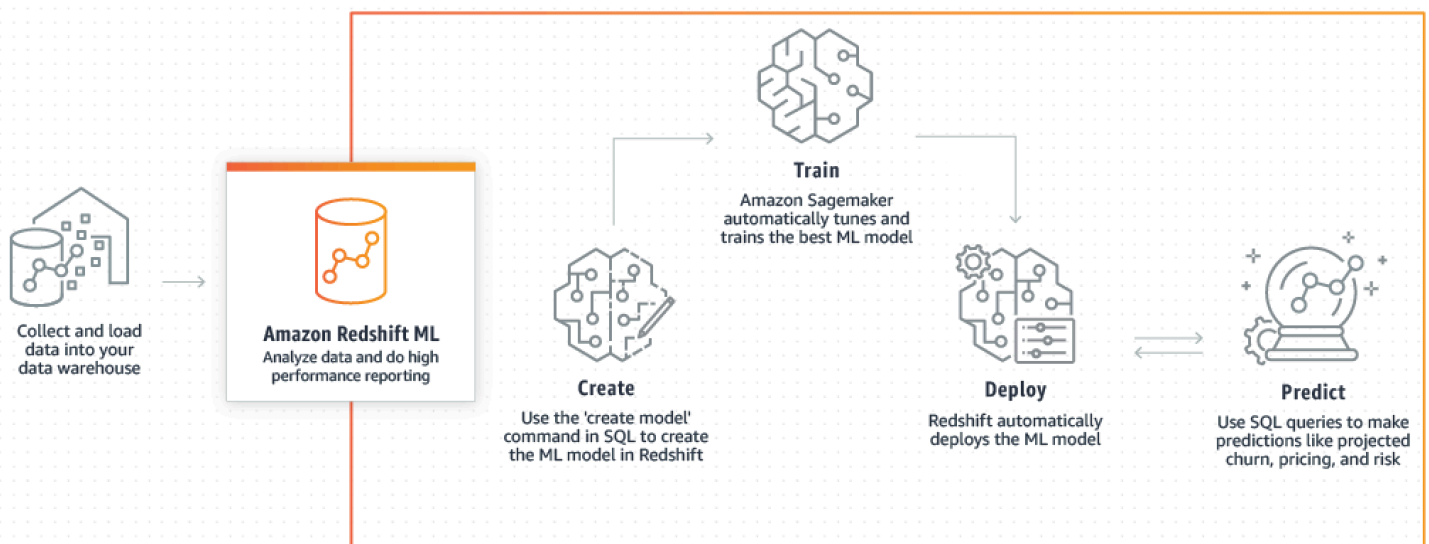 Collect and load
data into your
data warehouse
Amazon Redshift ML
Analyze data and do high
performance reporting
Create
Use the 'create model'
command in SQL to create
the ML model in Redshift
Train
Amazon Sagemaker
automatically tunes and
trains the best ML model
Deploy
Redshift automatically
deploys the ML model
Predict
Use SQL queries to make
predictions like projected
churn, pricing, and risk